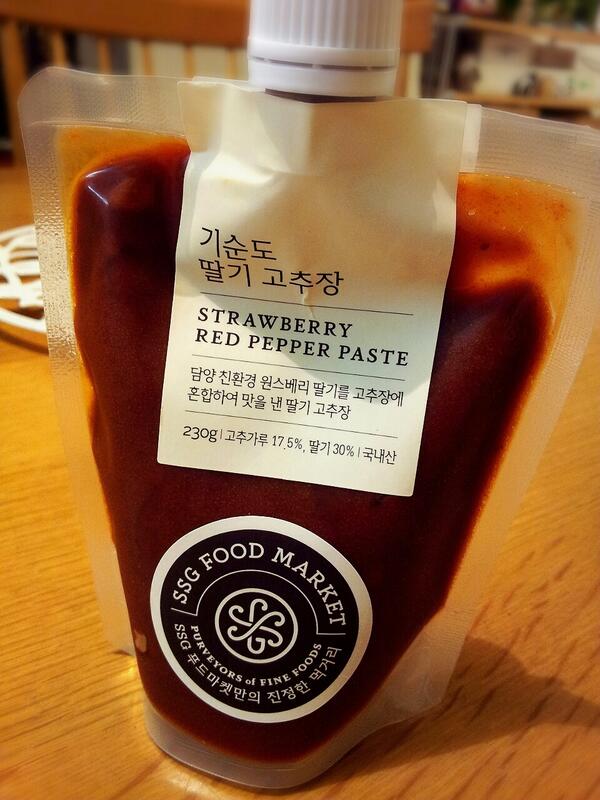 기순도
딸기 고추장
STRAWBERRY
RED PEPPER PASTE
담양 친환경 원스베리 딸기를 고추장에
혼합하여 맛을 낸 딸기 고추장
230g | 고추가루 17.5%, 딸기 30% | 국내산
SSG FOOD MARKET
PURVEYORS of FINE FOODS
SSG 푸드마켓만의 진정한 먹거리